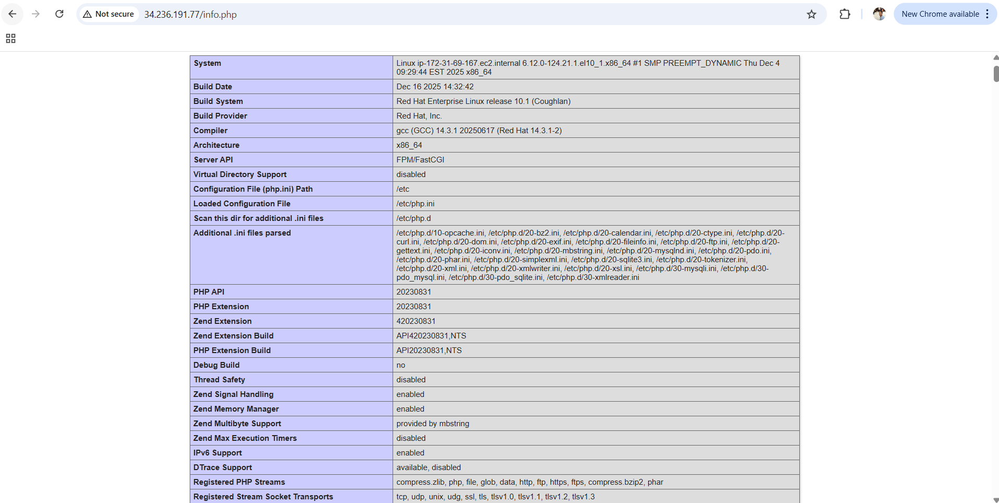 Not secure 34.236.191.77/info.php New Chrome available
System Linux ip-172-31-69-167.ec2.internal 6.12.0-124.21.1.el10_1.x86_64 #1 SMP PREEMPT_DYNAMIC Thu Dec 4
09:29:44 EST 2025 x86_64
Build Date Dec 16 2025 14:32:42
Build System Red Hat Enterprise Linux release 10.1 (Coughlan)
Build Provider Red Hat, Inc.
Compiler gcc (GCC) 14.3.1 20250617 (Red Hat 14.3.1-2)
Architecture x86_64
Server API FPM/FastCGI
Virtual Directory Support disabled
Configuration File (php.ini) Path /etc
Loaded Configuration File /etc/php.ini
Scan this dir for additional .ini files /etc/php.d
Additional .ini files parsed /etc/php.d/10-opcache.ini, /etc/php.d/20-bz2.ini, /etc/php.d/20-calendar.ini, /etc/php.d/20-ctype.ini, /etc/php.d/20-
curl.ini, /etc/php.d/20-dom.ini, /etc/php.d/20-exif.ini, /etc/php.d/20-fileinfo.ini, /etc/php.d/20-ftp.ini, /etc/php.d/20-
gettext.ini, /etc/php.d/20-iconv.ini, /etc/php.d/20-mbstring.ini, /etc/php.d/20-mysqlnd.ini, /etc/php.d/20-pdo.ini,
/etc/php.d/20-phar.ini, /etc/php.d/20-simplexml.ini, /etc/php.d/20-sqlite3.ini, /etc/php.d/20-tokenizer.ini,
/etc/php.d/20-xml.ini, /etc/php.d/20-xmlwriter.ini, /etc/php.d/20-xsl.ini, /etc/php.d/30-mysqli.ini, /etc/php.d/30-
pdo_mysql.ini, /etc/php.d/30-pdo_sqlite.ini, /etc/php.d/30-xmlreader.ini
PHP API 20230831
PHP Extension 20230831
Zend Extension 420230831
Zend Extension Build API420230831,NTS
PHP Extension Build API20230831,NTS
Debug Build no
Thread Safety disabled
Zend Signal Handling enabled
Zend Memory Manager enabled
Zend Multibyte Support provided by mbstring
Zend Max Execution Timers disabled
IPv6 Support enabled
DTrace Support available, disabled
Registered PHP Streams compress.zlib, php, file, glob, data, http, ftp, https, ftps, compress.bzip2, phar
Registered Stream Socket Transports tcp, udp, unix, udg, ssl, tls, tlsv1.0, tlsv1.1, tlsv1.2, tlsv1.3